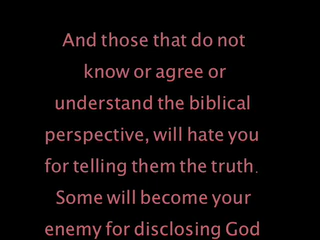 And those that do not
know or agree or
understand the biblical
perspective, will hate you
for telling them the truth.
Some will become your
enemy for disclosing God